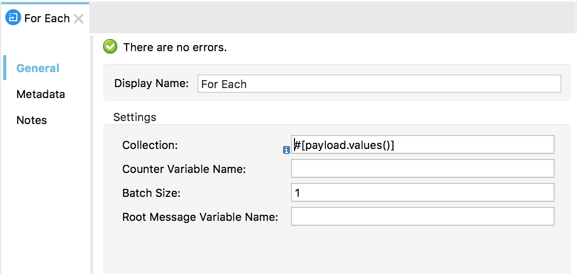 For Each
There are no errors.
General
Metadata
Notes
Display Name: For Each
Settings
Collection: #[payload.values()]
Counter Variable Name:
Batch Size: 1
Root Message Variable Name: